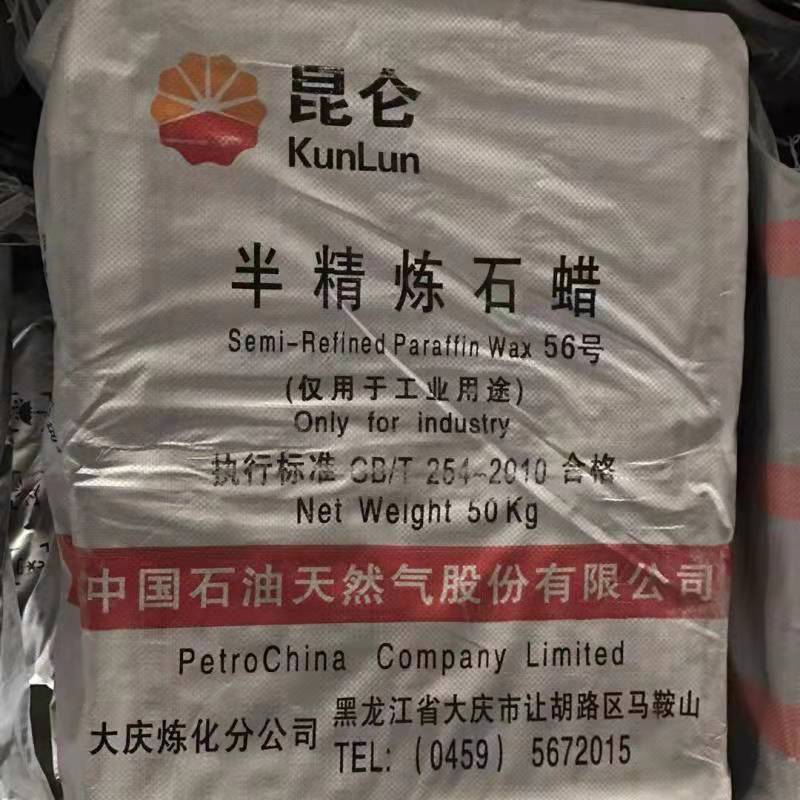 昆仑
KunLun
半精炼石蜡
Semi-Refined Paraffin Wax 56号
(仅用于工业用途)
Only for industry
执行标准 GB/T 254-2010 合格
Net Weight 50Kg
中国石油天然气股份有限公司
PetroChina Company Limited
大庆炼化分公司
黑龙江省大庆市让胡路区马鞍山
TEL: (0459) 5672015